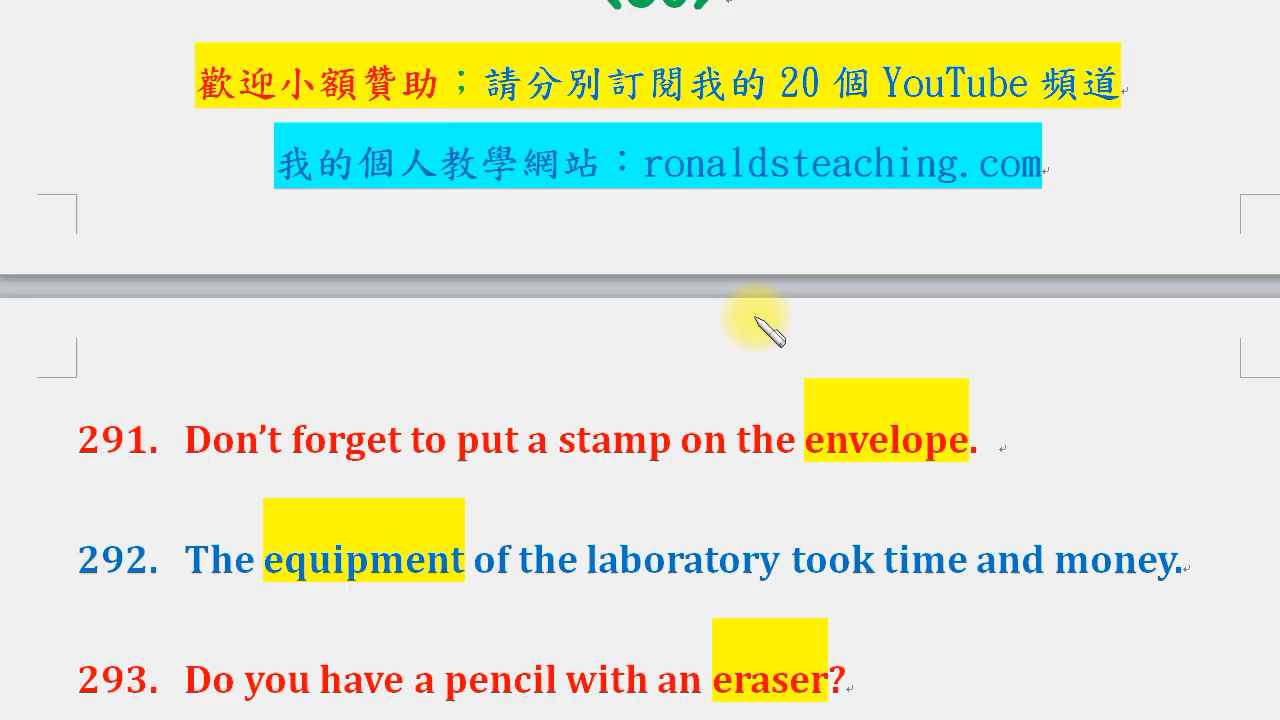 歡迎小額贊助；請分別訂閱我的 20 個 YouTube 頻道
我的個人教學網站：ronaldsteaching.com
291. Don’t forget to put a stamp on the envelope.
292. The equipment of the laboratory took time and money.
293. Do you have a pencil with an eraser?